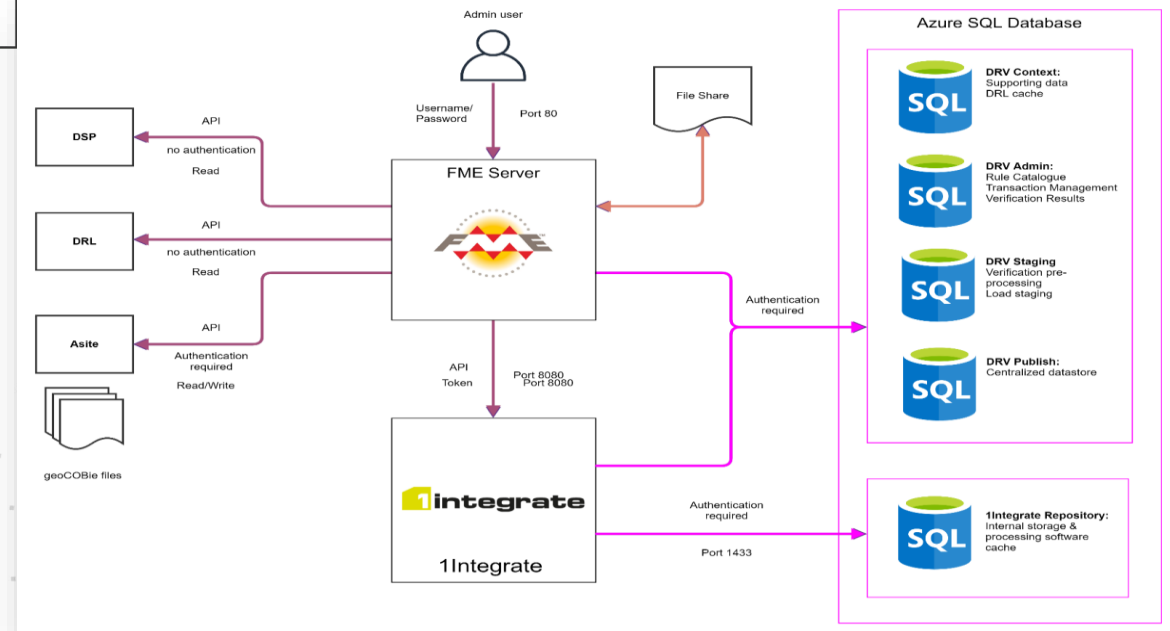 Admin user
Azure SQL Database
Username/
Password
Port 80
File Share
DSP
API
no authentication
Read
FME Server
FME
DRL
API
no authentication
Read
Asite
API
Authentication
required
Read/Write
geoCOBie files
API
Token
Port 8080
Port 8080
Authentication
required
1integrate
1Integrate
Authentication
required
Port 1433
SQL
DRV Context:
Supporting data
DRL cache
SQL
DRV Admin:
Rule Catalogue
Transaction Management
Verification Results
SQL
DRV Staging
Verification pre-
processing
Load staging
SQL
DRV Publish:
Centralized datastore
SQL
1Integrate Repository:
Internal storage &
processing software
cache